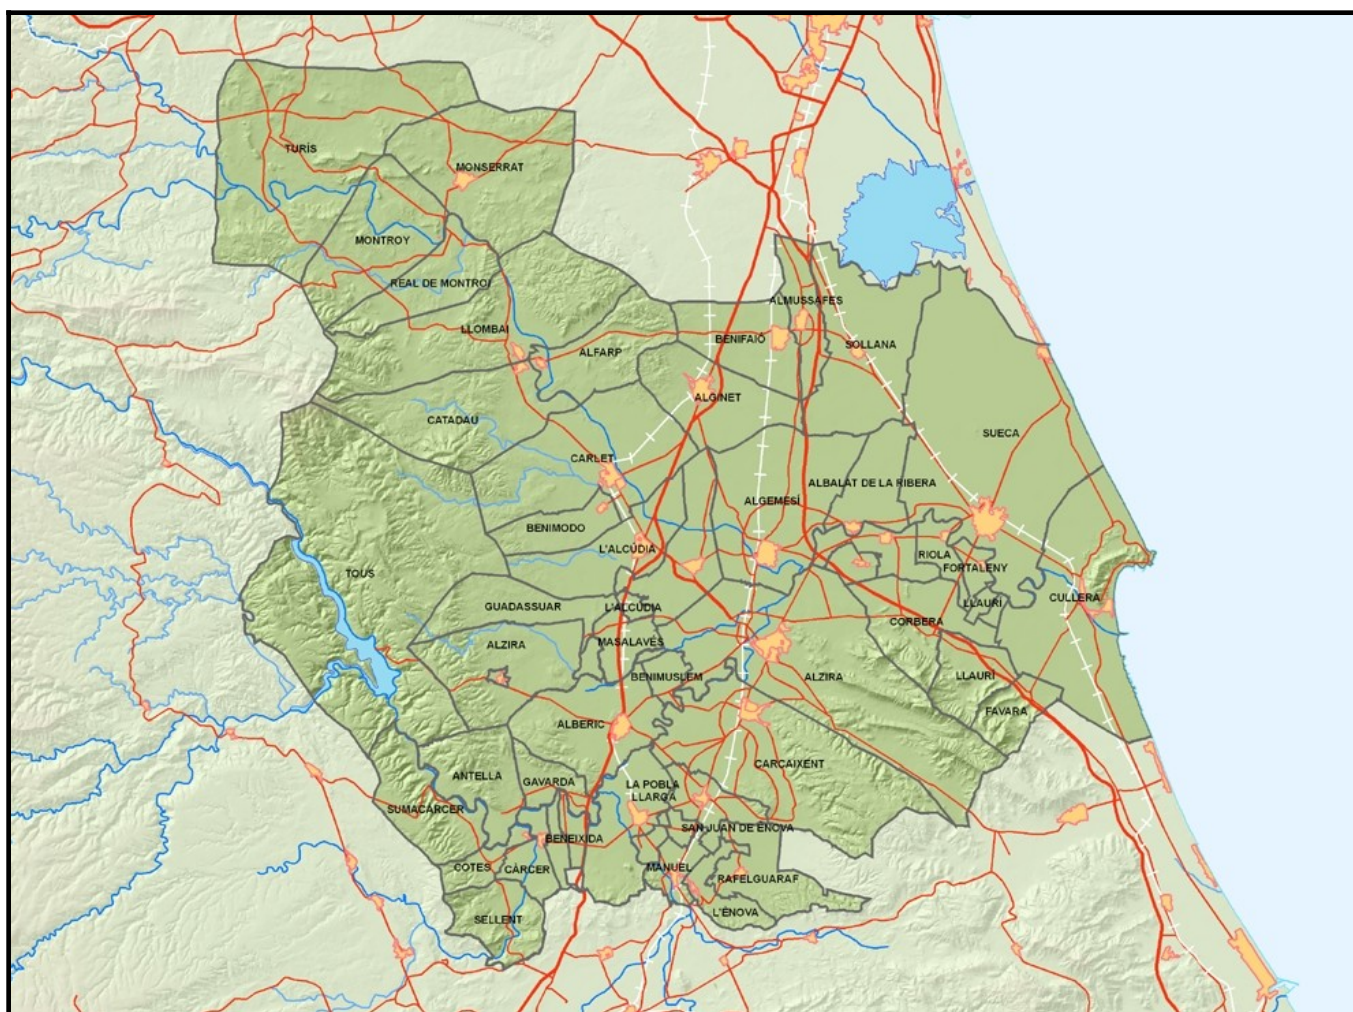 TURÍS
MONSERRAT
MONTROY
REAL DE MONTROI
ALMUSSAFES
LLOMBAI
BENIFAIÓ
SOLLANA
ALFARP
ALGINET
CATADAU
SUECA
CARLET
ALBALAT DE LA RIBERA
ALGEMESÍ
BENIMODO
L'ALCÚDIA
RIOLA
FORTALENY
TOUS
CULLERA
GUADASSUAR
L'ALCÚDIA
LLAURÍ
CORBERA
ALZIRA
MASALAVÉS
BENIMUSLEM
ALZIRA
LLAURÍ
FAVARA
ALBERIC
CARCAIXENT
ANTELLA
GAVARDA
LA POBLA
LLARGA
SUMACÀRCER
SAN JUAN DE ÉNOVA
BENEIXIDA
COTES
CÀRCER
MANUEL
RAFELGUARAF
L'ÉNOVA
SELLENT